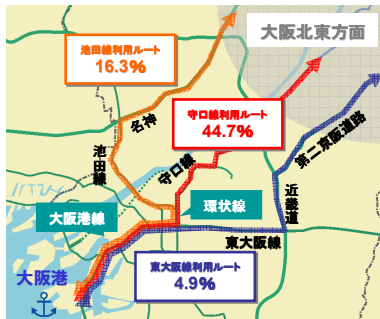 大阪北東方面
池田線利用ルート
16.3%
守口線利用ルート
44.7%
名神
第二京阪道路
池田線
守口線
近畿道
環状線
大阪港線
東大阪線
大阪港
東大阪線利用ルート
4.9%